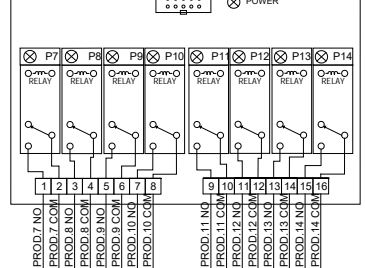 POWER
P7 P8 P9 P10 P11 P12 P13 P14
RELAY RELAY RELAY RELAY RELAY RELAY RELAY RELAY
1 2 3 4 5 6 7 8 9 10 11 12 13 14 15 16
PROD.7 NO
PROD.7 COM
PROD.8 NO
PROD.8 COM
PROD.9 NO
PROD.9 COM
PROD.10 NO
PROD.10 COM
PROD.11 NO
PROD.11 COM
PROD.12 NO
PROD.12 COM
PROD.13 NO
PROD.13 COM
PROD.14 NO
PROD.14 COM